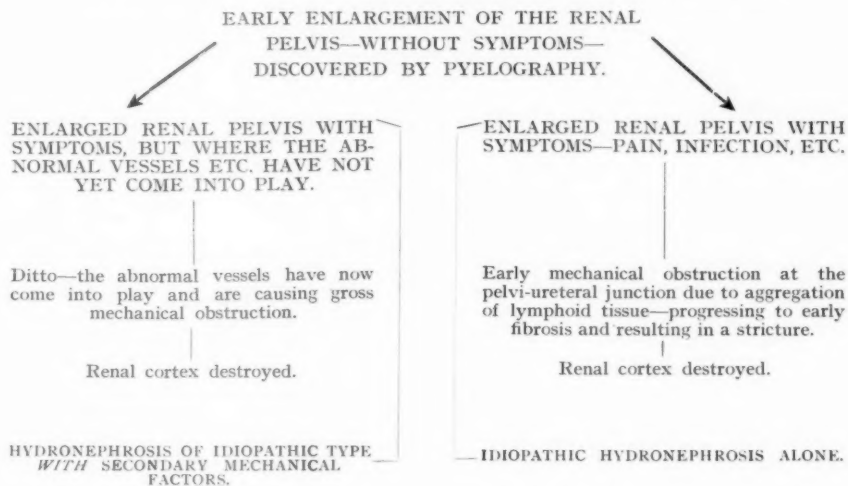 EARLY ENLARGEMENT OF THE RENAL
PELVIS—WITHOUT SYMPTOMS—
DISCOVERED BY PYELOGRAPHY.
ENLARGED RENAL PELVIS WITH
SYMPTOMS, BUT WHERE THE AB-
NORMAL VESSELS ETC. HAVE NOT
YET COME INTO PLAY.
Ditto—the abnormal vessels have now
come into play and are causing gross
mechanical obstruction.
Renal cortex destroyed.
HYDRONEPHROSIS OF IDIOPATHIC TYPE
WITH SECONDARY MECHANICAL
FACTORS.
ENLARGED RENAL PELVIS WITH
SYMPTOMS—PAIN, INFECTION, ETC.
Early mechanical obstruction at the
pelvi-ureteral junction due to aggregation
of lymphoid tissue—progressing to early
fibrosis and resulting in a stricture.
Renal cortex destroyed.
IDIOPATHIC HYDRONEPHROSIS ALONE.